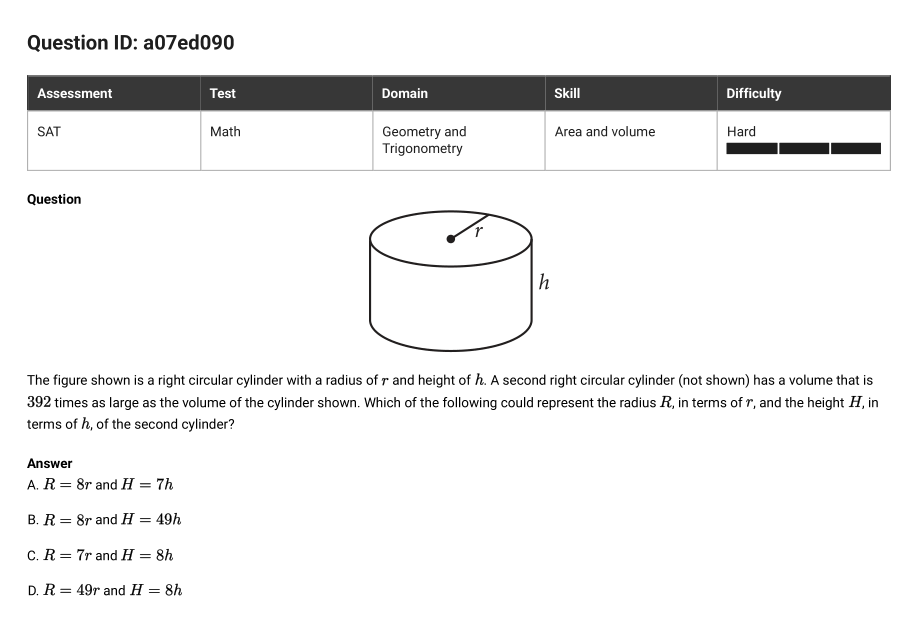 Question ID: a07ed090
Assessment Test Domain Skill Difficulty
SAT Math Geometry and Trigonometry Area and volume Hard
Question
r
h
The figure shown is a right circular cylinder with a radius of r and height of h. A second right circular cylinder (not shown) has a volume that is
392 times as large as the volume of the cylinder shown. Which of the following could represent the radius R, in terms of r, and the height H, in
terms of h, of the second cylinder?
Answer
A. R = 8r and H = 7h
B. R = 8r and H = 49h
C. R = 7r and H = 8h
D. R = 49r and H = 8h